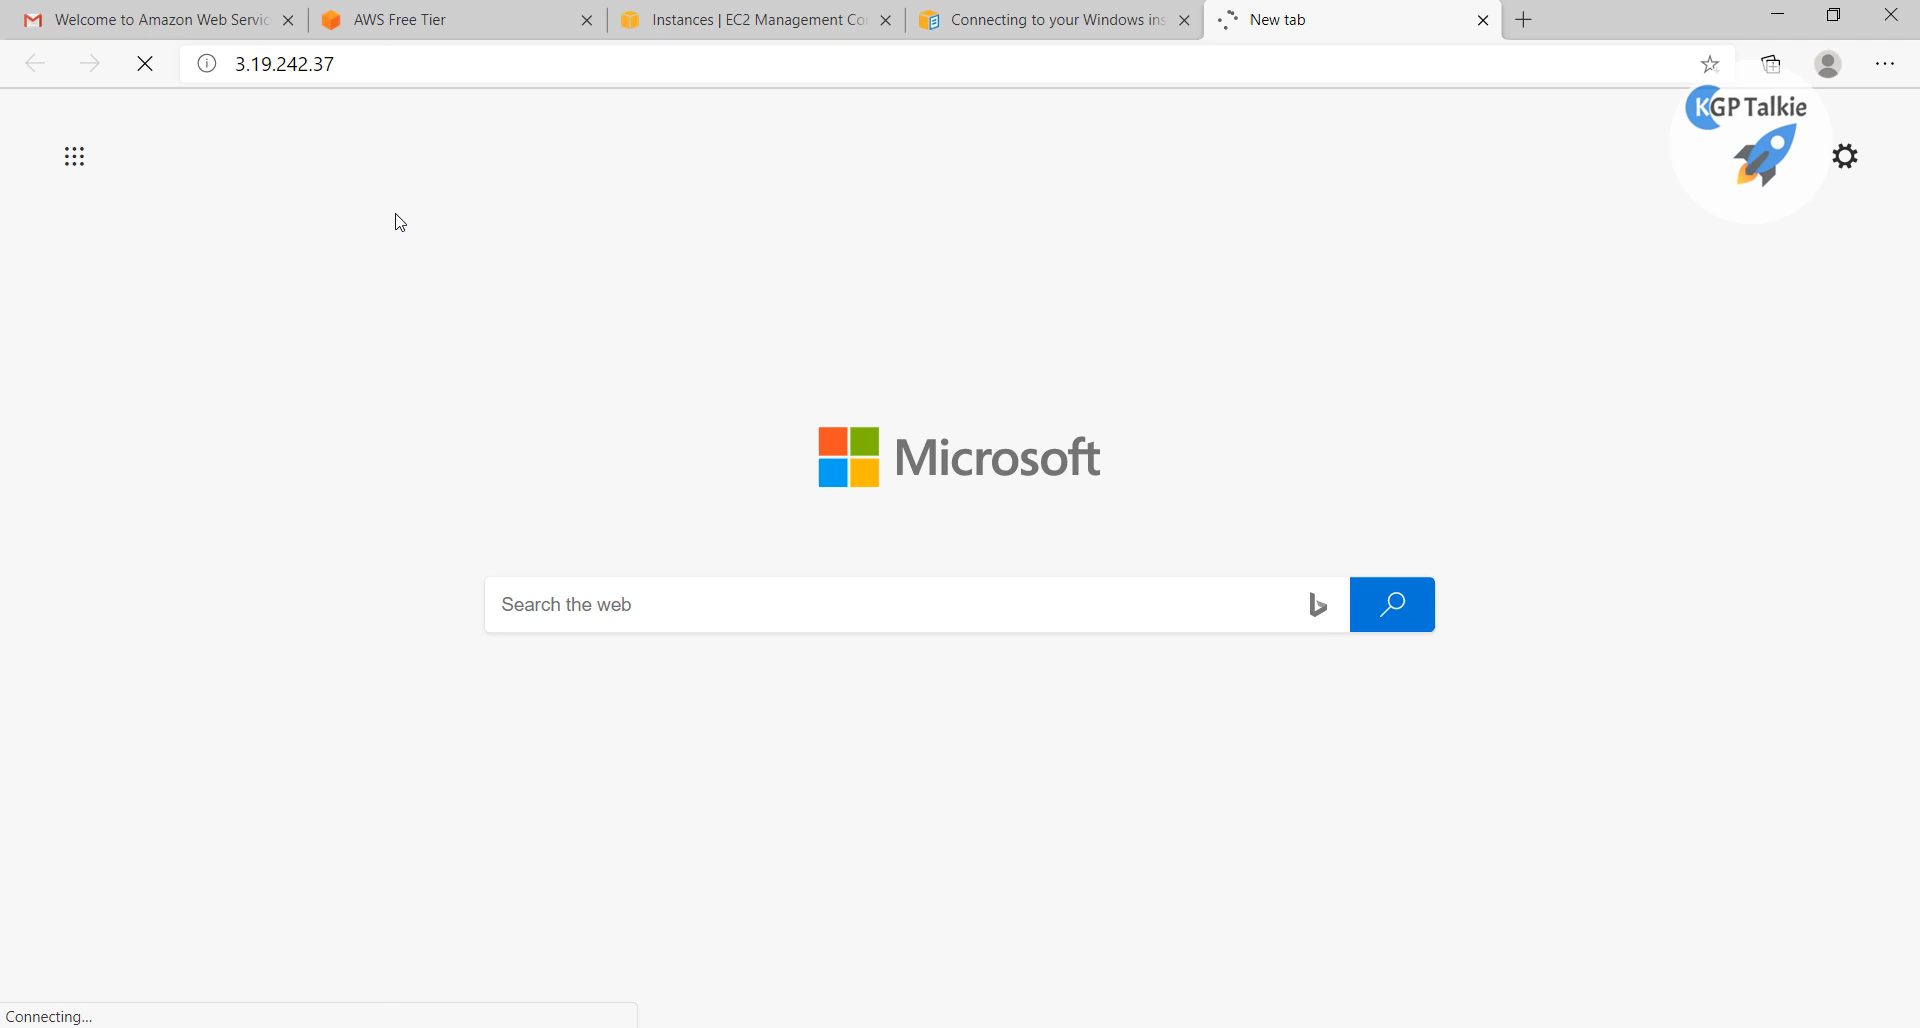 Welcome to Amazon Web Servic
AWS Free Tier
Instances | EC2 Management Co
Connecting to your Windows ins
New tab
3.19.242.37
KGP Talkie
Microsoft
Search the web
Connecting...